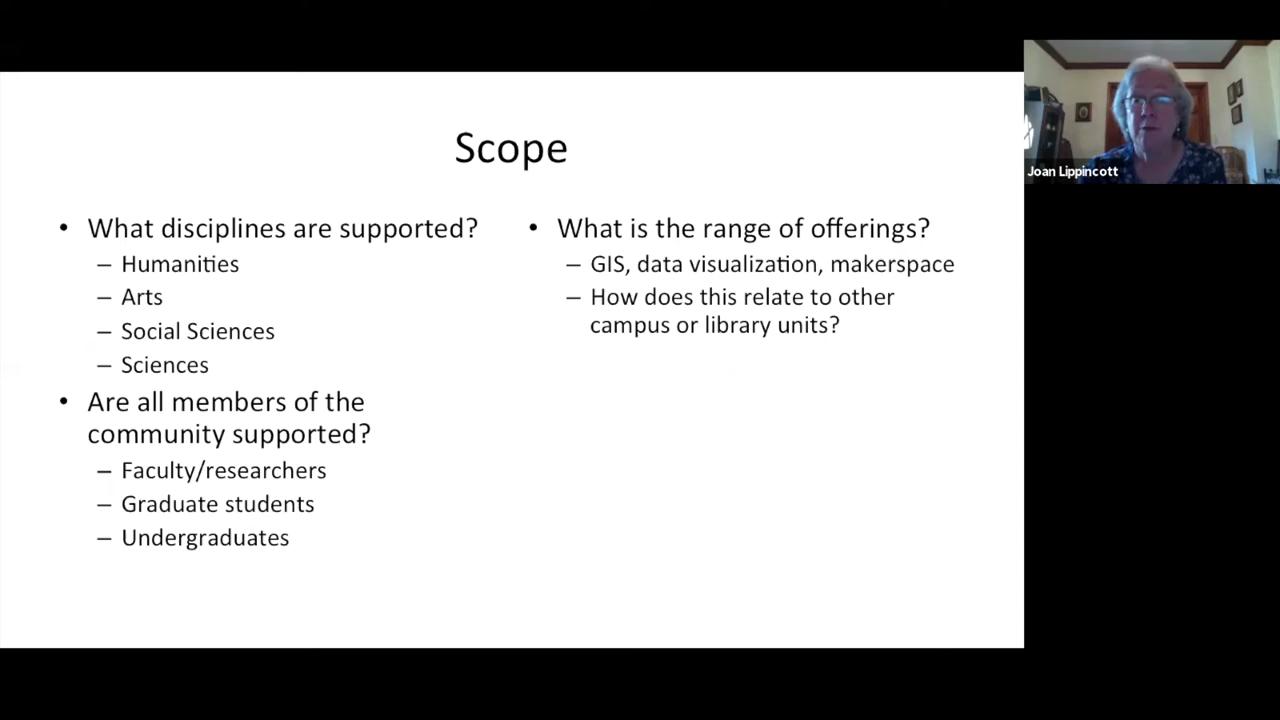 Scope
• What disciplines are supported?
– Humanities
– Arts
– Social Sciences
– Sciences
• Are all members of the
community supported?
– Faculty/researchers
– Graduate students
– Undergraduates
• What is the range of offerings?
– GIS, data visualization, makerspace
– How does this relate to other
campus or library units?
Joan Lippincott